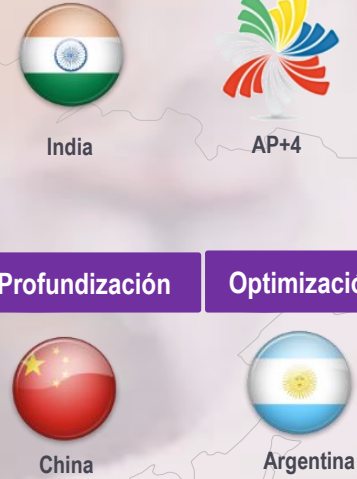 India
AP+4
Profundización
Optimizació
China
Argentina